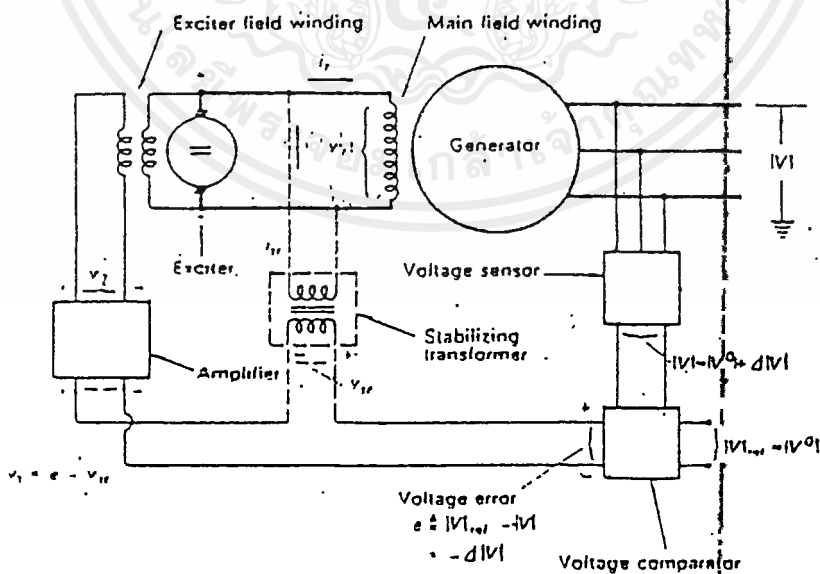 Exciter field winding
Main field winding
i_f
v_f
Generator
|V|
Exciter
v_2
Voltage sensor
Stabilizing
transformer
|V| = |V⁰| + Δ|V|
Amplifier
v_st
|V|_ref = |V⁰|
v_1 = e - v_st
Voltage error
e ≜ |V|_ref - |V|
= -Δ|V|
Voltage comparator